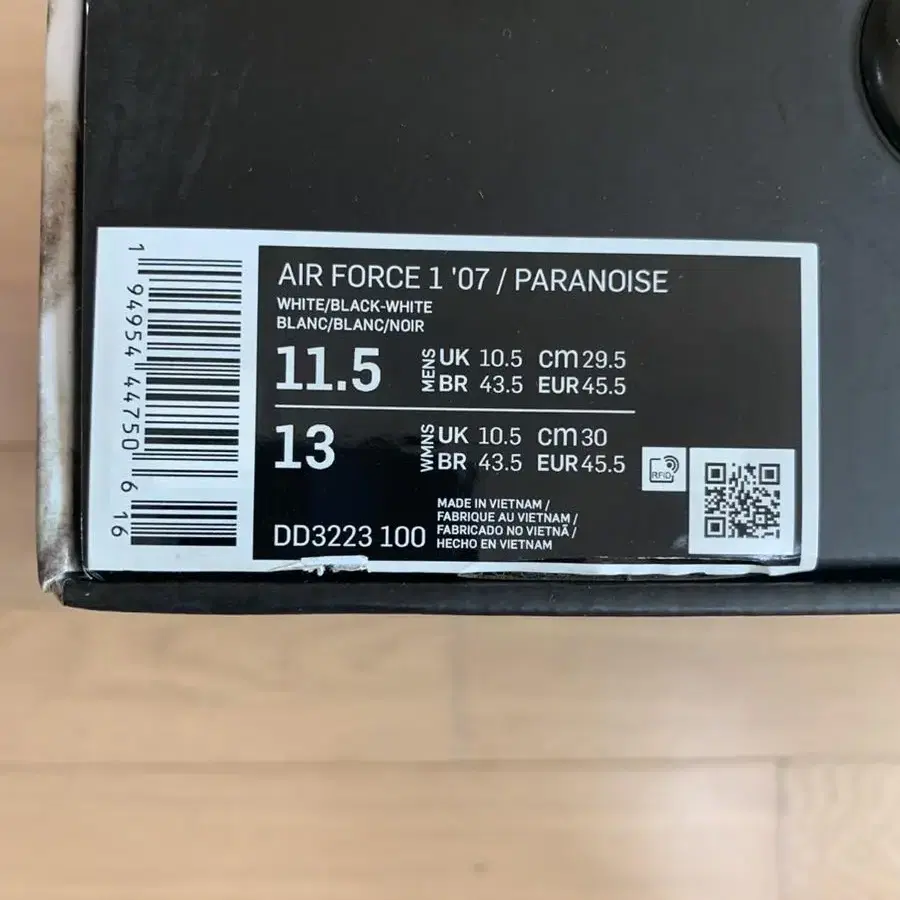 1 94954 44750 6 16
AIR FORCE 1 '07 / PARANOISE
WHITE/BLACK-WHITE
BLANC/BLANC/NOIR
11.5 MENS UK 10.5 cm 29.5
BR 43.5 EUR 45.5
13 WMNS UK 10.5 cm 30
BR 43.5 EUR 45.5
RFID
DD3223 100
MADE IN VIETNAM /
FABRIQUE AU VIETNAM /
FABRICADO NO VIETNÃ /
HECHO EN VIETNAM